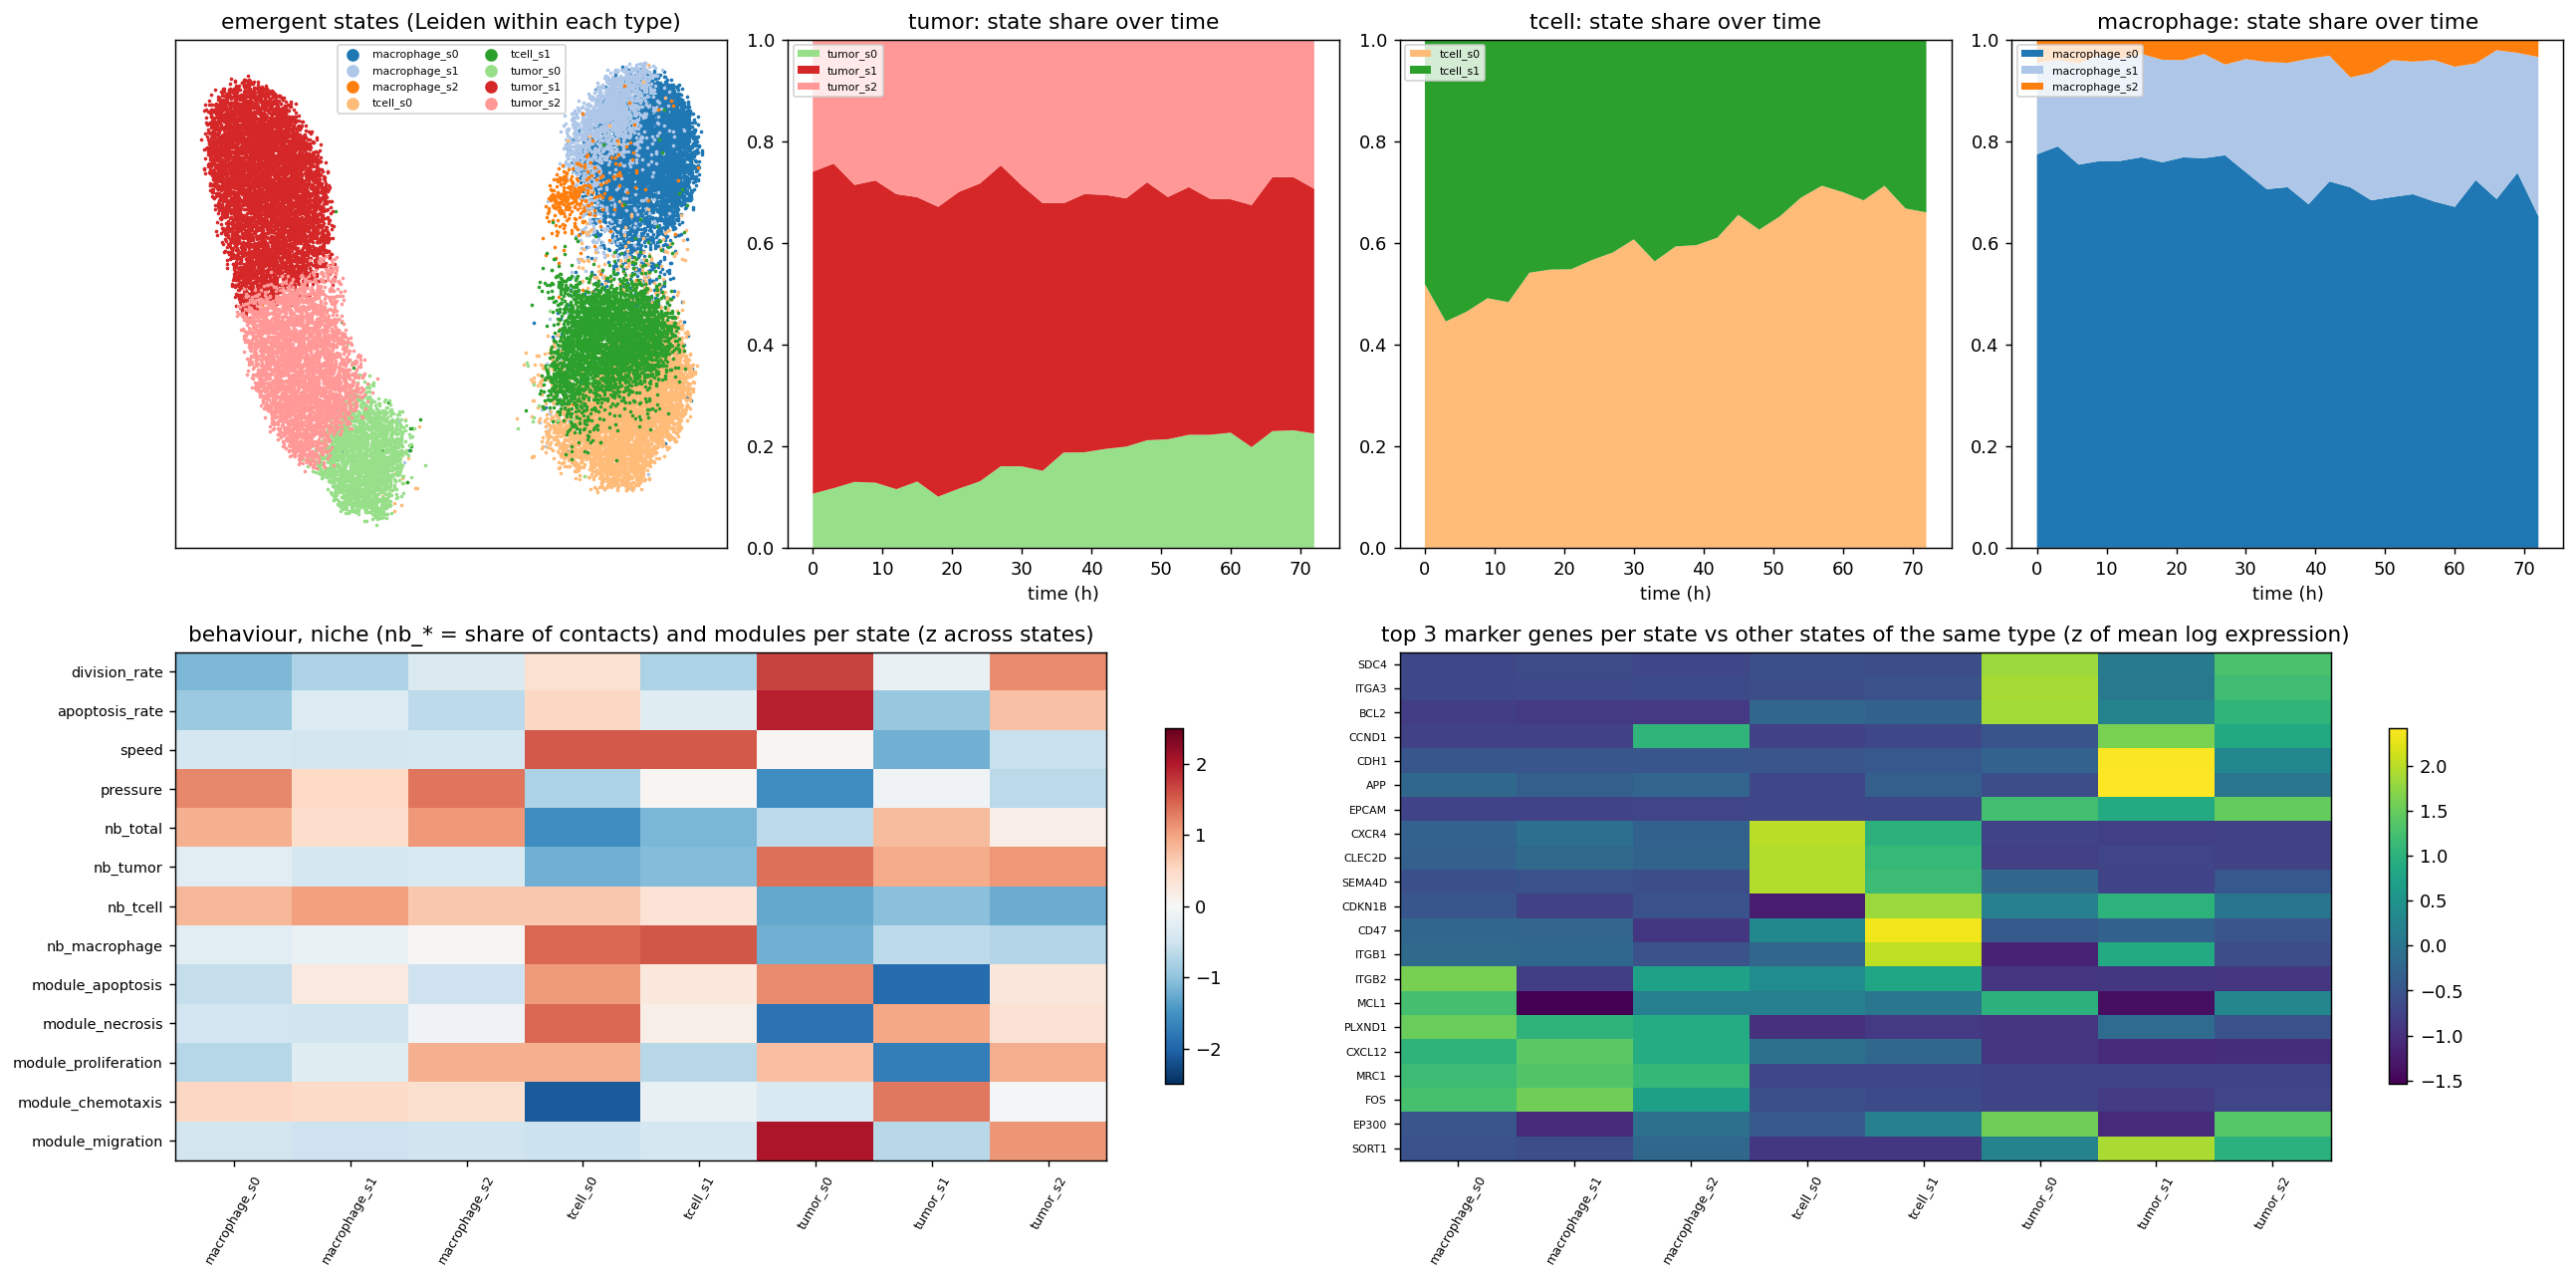 emergent states (Leiden within each type)
macrophage_s0
macrophage_s1
macrophage_s2
tcell_s0
tcell_s1
tumor_s0
tumor_s1
tumor_s2
tumor: state share over time
tumor_s0
tumor_s1
tumor_s2
1.0
0.8
0.6
0.4
0.2
0.0
0 10 20 30 40 50 60 70
time (h)
tcell: state share over time
tcell_s0
tcell_s1
1.0
0.8
0.6
0.4
0.2
0.0
0 10 20 30 40 50 60 70
time (h)
macrophage: state share over time
macrophage_s0
macrophage_s1
macrophage_s2
1.0
0.8
0.6
0.4
0.2
0.0
0 10 20 30 40 50 60 70
time (h)
behaviour, niche (nb_* = share of contacts) and modules per state (z across states)
division_rate
apoptosis_rate
speed
pressure
nb_total
nb_tumor
nb_tcell
nb_macrophage
module_apoptosis
module_necrosis
module_proliferation
module_chemotaxis
module_migration
macrophage_s0
macrophage_s1
macrophage_s2
tcell_s0
tcell_s1
tumor_s0
tumor_s1
tumor_s2
2
1
0
−1
−2
top 3 marker genes per state vs other states of the same type (z of mean log expression)
SDC4
ITGA3
BCL2
CCND1
CDH1
APP
EPCAM
CXCR4
CLEC2D
SEMA4D
CDKN1B
CD47
ITGB1
ITGB2
MCL1
PLXND1
CXCL12
MRC1
FOS
EP300
SORT1
macrophage_s0
macrophage_s1
macrophage_s2
tcell_s0
tcell_s1
tumor_s0
tumor_s1
tumor_s2
2.0
1.5
1.0
0.5
0.0
−0.5
−1.0
−1.5